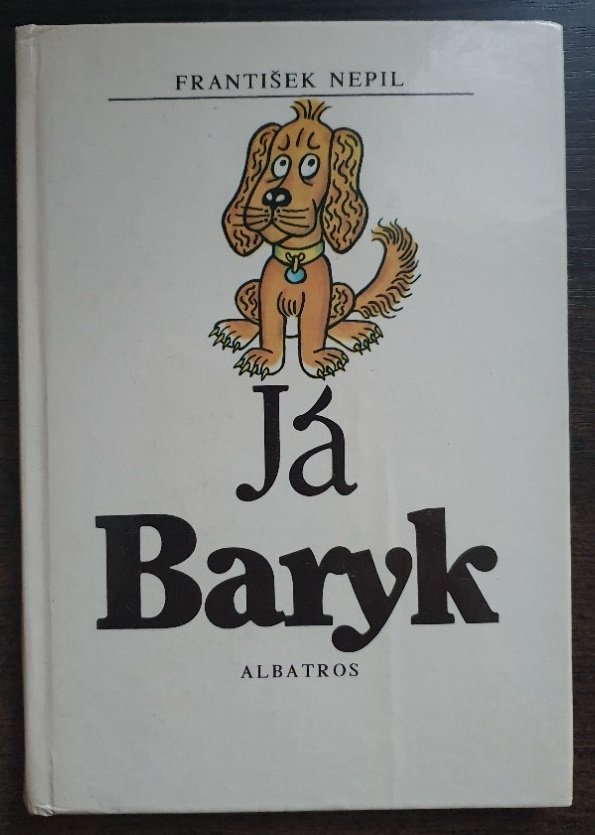 FRANTIŠEK NEPIL
Já
Baryk
ALBATROS